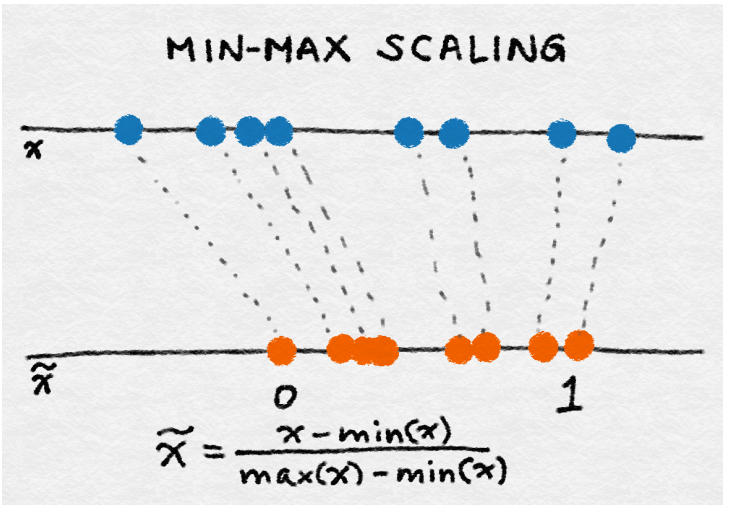 MIN-MAX SCALING
x
x̃
0 1
x̃ = x - min(x) / max(x) - min(x)